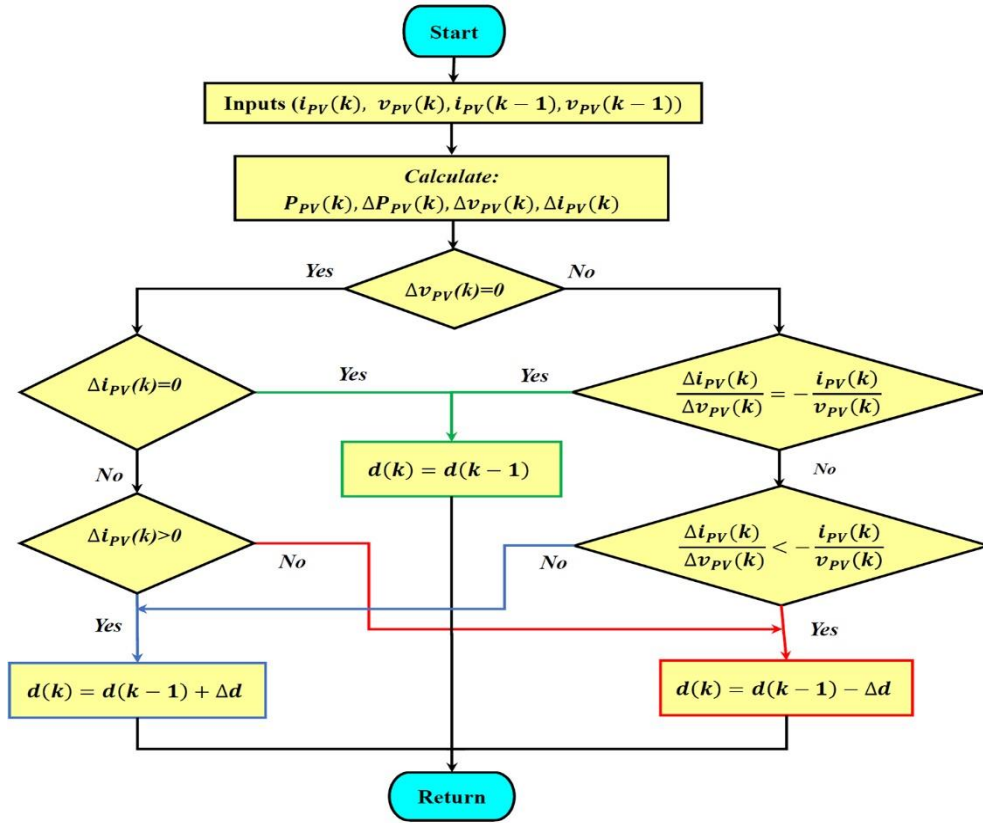 Start
Inputs (i_PV(k), v_PV(k), i_PV(k − 1), v_PV(k − 1))
Calculate:
P_PV(k), ΔP_PV(k), Δv_PV(k), Δi_PV(k)
Yes
No
Δv_PV(k)=0
Δi_PV(k)=0
Yes
Yes
Δi_PV(k)/Δv_PV(k) = − i_PV(k)/v_PV(k)
No
d(k) = d(k − 1)
No
Δi_PV(k)>0
No
No
Δi_PV(k)/Δv_PV(k) < − i_PV(k)/v_PV(k)
Yes
Yes
d(k) = d(k − 1) + Δd
d(k) = d(k − 1) − Δd
Return